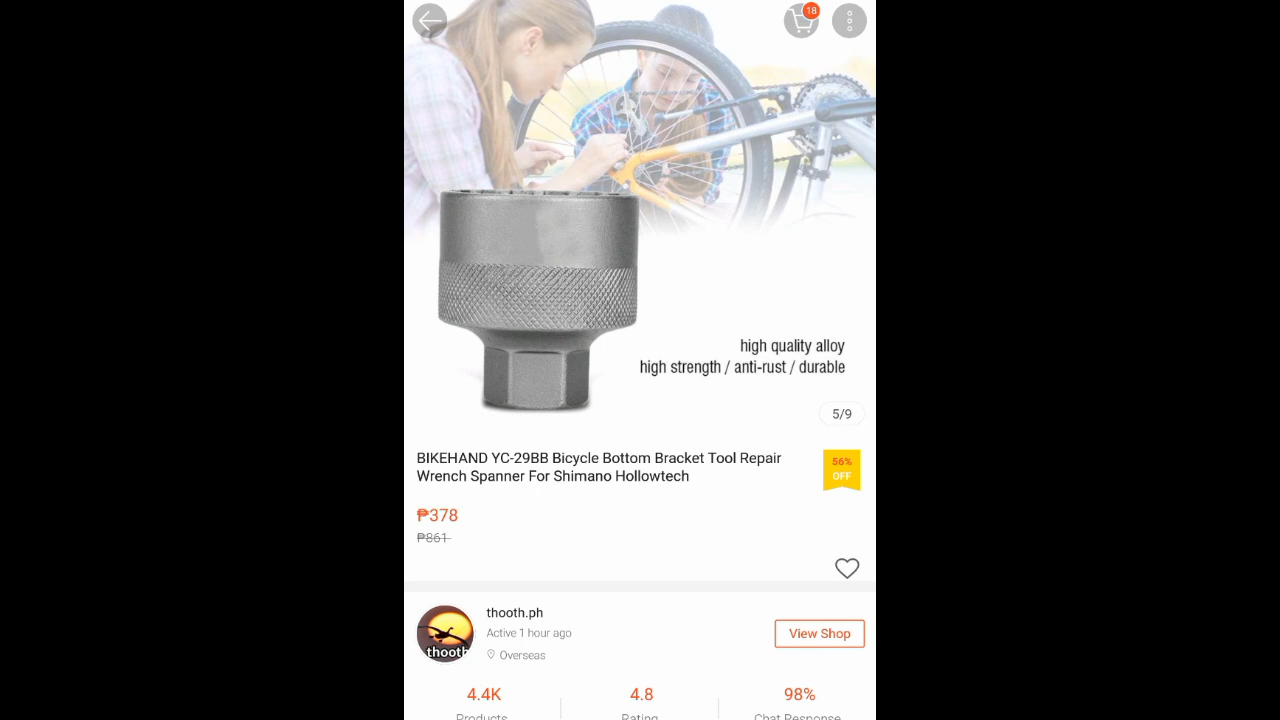 18
high quality alloy
high strength / anti-rust / durable
5/9
BIKEHAND YC-29BB Bicycle Bottom Bracket Tool Repair
Wrench Spanner For Shimano Hollowtech
56%
OFF
₱378
₱861
thooth.ph
Active 1 hour ago
View Shop
Overseas
thooth
4.4K
4.8
98%
Products
Rating
Chat Response